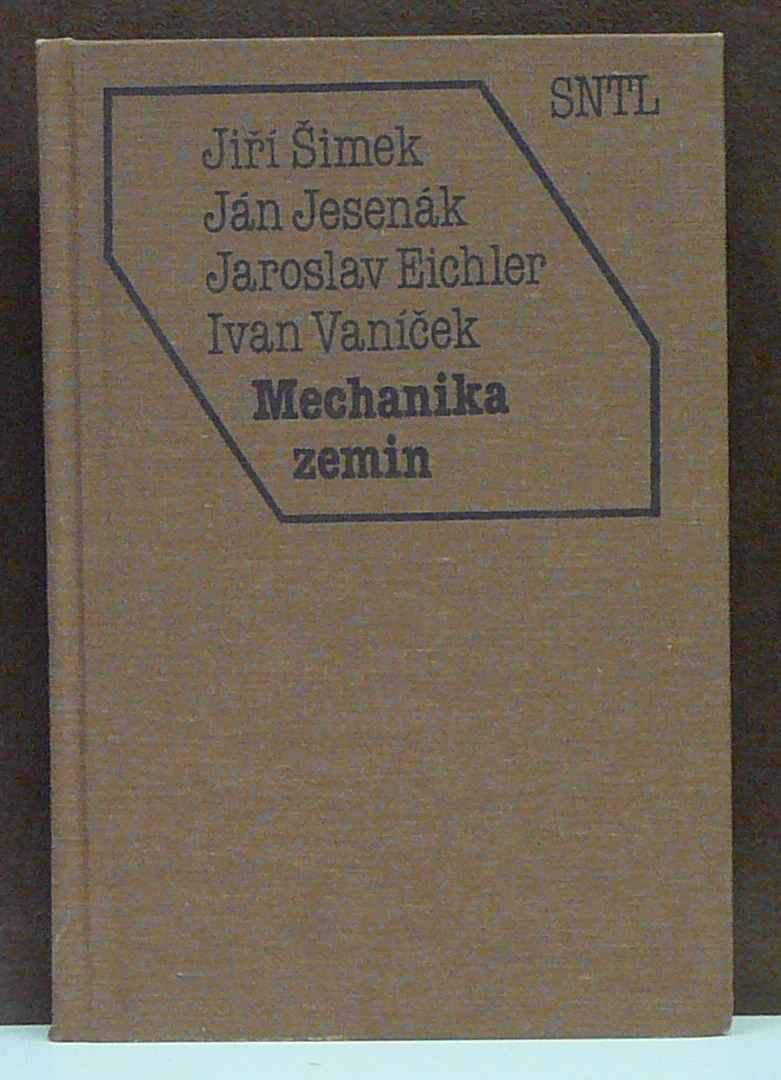 SNTL
Jiří Šimek
Ján Jesenák
Jaroslav Eichler
Ivan Vaníček
Mechanika
zemin